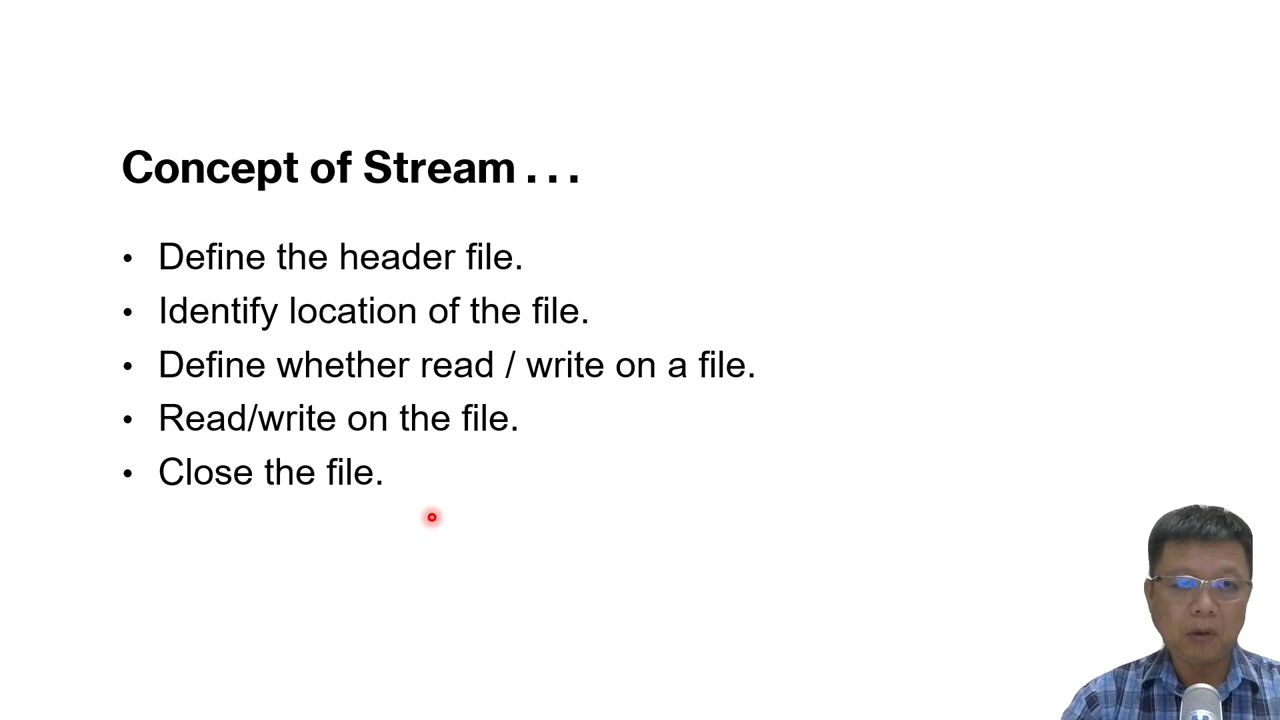 Concept of Stream . . .
• Define the header file.
• Identify location of the file.
• Define whether read / write on a file.
• Read/write on the file.
• Close the file.